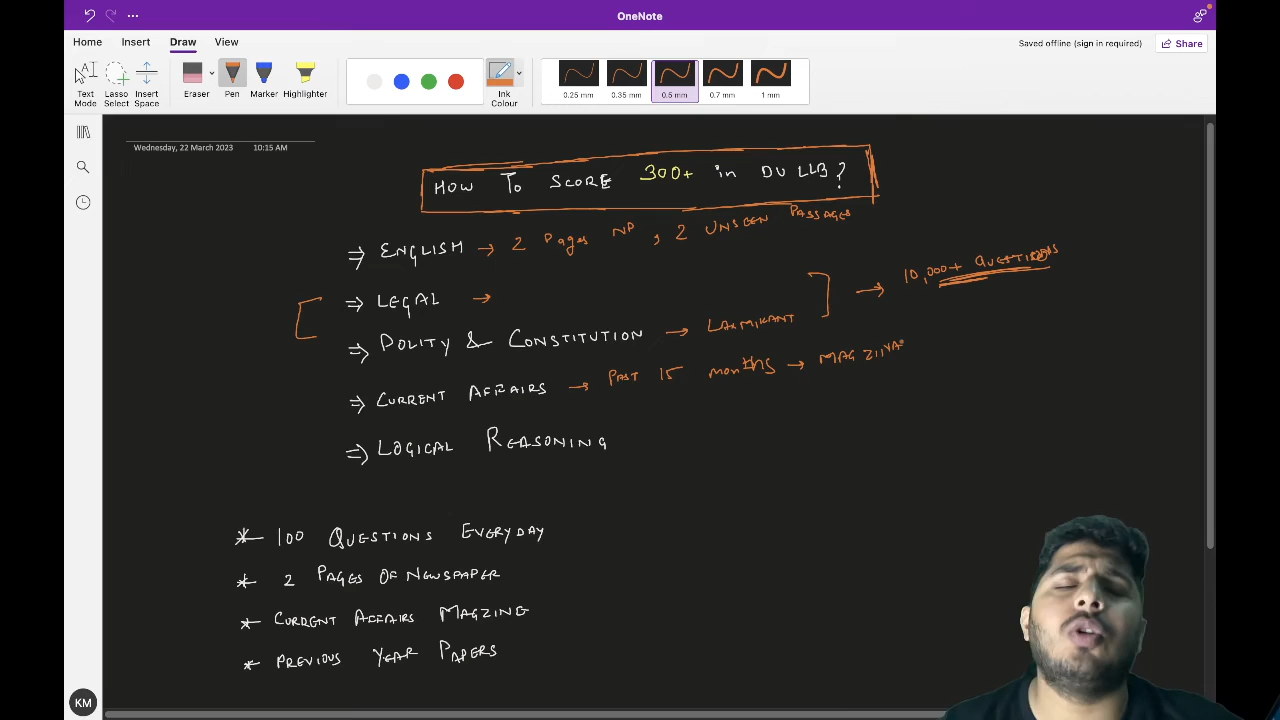 OneNote
Home Insert Draw View
Saved offline (sign in required) Share
Text Mode
Lasso Select
Insert Space
Eraser
Pen
Marker
Highlighter
Ink Colour
0.25 mm 0.35 mm 0.5 mm 0.7 mm 1 mm
Wednesday, 22 March 2023 10:15 AM
HOW TO SCORE 300+ in DU LLB?
⇒ ENGLISH → 2 Pages NP, 2 UNSEEN PASSAGES
⇒ LEGAL →
→ 10,000+ QUESTIONS
⇒ POLITY & CONSTITUTION → LAXMIKANT
⇒ CURRENT AFFAIRS → PAST 15 months →
⇒ LOGICAL REASONING
* 100 QUESTIONS EVERYDAY
* 2 PAGES OF NEWSPAPER
* CURRENT AFFAIRS MAGZINE
* PREVIOUS YEAR PAPERS
KM